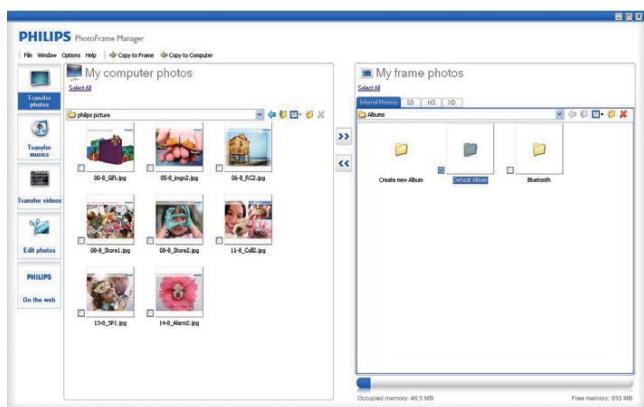 PHILIPS PhotoFrame Manager
File Window Options Help Copy to Frame Copy to Computer
Transfer photos
Transfer musics
Transfer videos
Edit photos
PHILIPS
On the web
My computer photos
Select All
philips picture
00-0_Gift.jpg
05-0_imgn2.jpg
06-0_FtC2.jpg
08-0_Store1.jpg
08-0_Store2.jpg
11-0_Coll2.jpg
13-0_SP1.jpg
14-0_Alarm2.jpg
>>
<<
My frame photos
Select All
Internal Memory SD MS XD
Albums
Create new Album
Default Album
Bluetooth
Occupied memory: 48.5 MB
Free memory: 853 MB